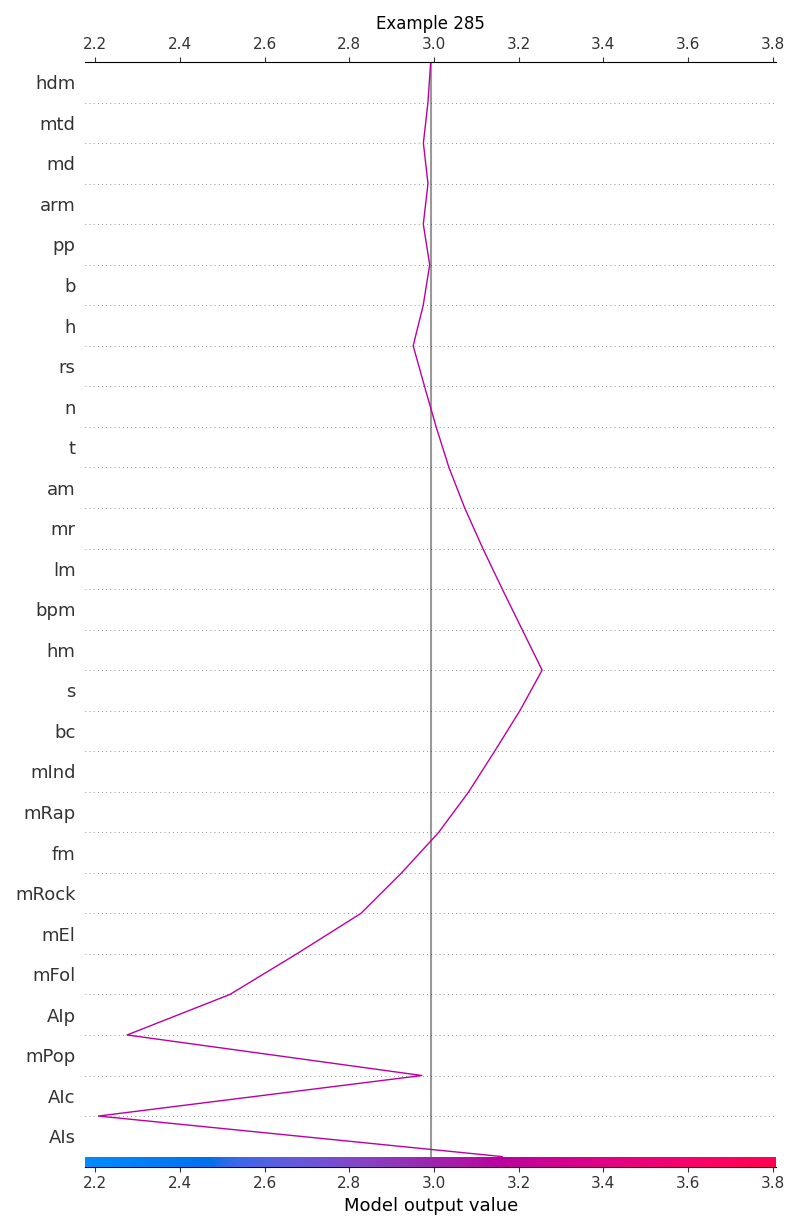 Example 285
2.2 2.4 2.6 2.8 3.0 3.2 3.4 3.6 3.8
hdm
mtd
md
arm
pp
b
h
rs
n
t
am
mr
lm
bpm
hm
s
bc
mInd
mRap
fm
mRock
mEl
mFol
AIp
mPop
AIc
AIs
2.2 2.4 2.6 2.8 3.0 3.2 3.4 3.6 3.8
Model output value